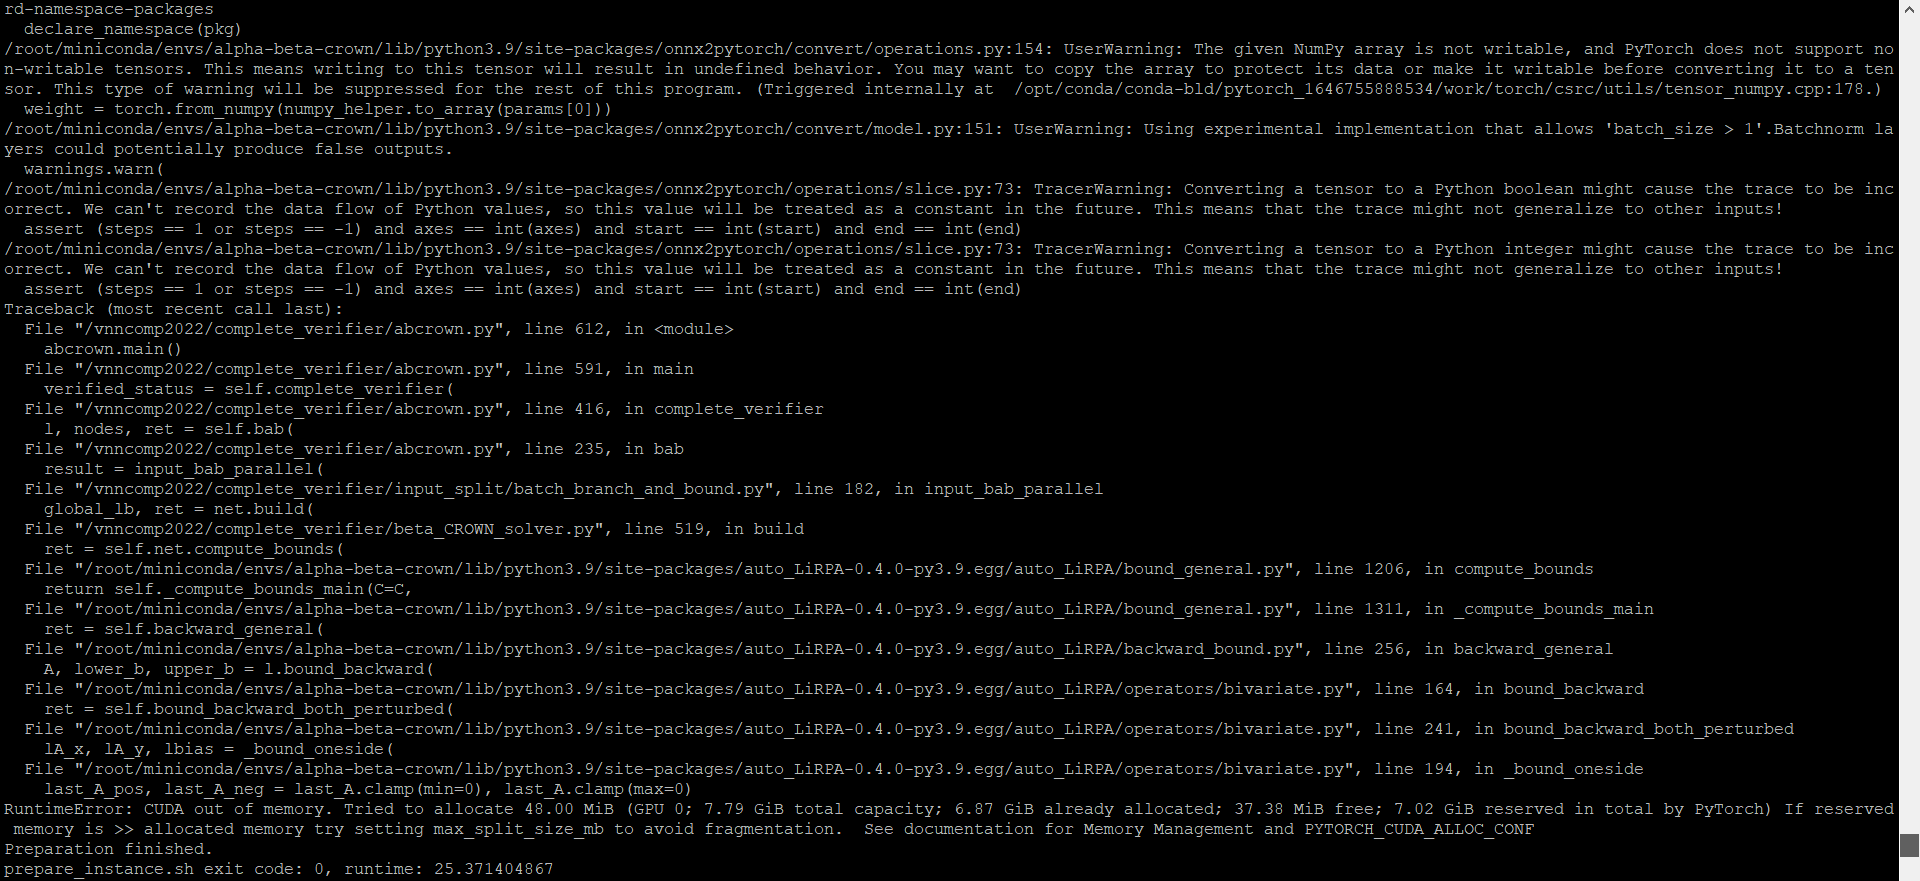 rd-namespace-packages
  declare_namespace(pkg)
/root/miniconda/envs/alpha-beta-crown/lib/python3.9/site-packages/onnx2pytorch/convert/operations.py:154: UserWarning: The given NumPy array is not writable, and PyTorch does not support no
n-writable tensors. This means writing to this tensor will result in undefined behavior. You may want to copy the array to protect its data or make it writable before converting it to a ten
sor. This type of warning will be suppressed for the rest of this program. (Triggered internally at  /opt/conda/conda-bld/pytorch_1646755888534/work/torch/csrc/utils/tensor_numpy.cpp:178.)
  weight = torch.from_numpy(numpy_helper.to_array(params[0]))
/root/miniconda/envs/alpha-beta-crown/lib/python3.9/site-packages/onnx2pytorch/convert/model.py:151: UserWarning: Using experimental implementation that allows 'batch_size > 1'.Batchnorm la
yers could potentially produce false outputs.
  warnings.warn(
/root/miniconda/envs/alpha-beta-crown/lib/python3.9/site-packages/onnx2pytorch/operations/slice.py:73: TracerWarning: Converting a tensor to a Python boolean might cause the trace to be inc
orrect. We can't record the data flow of Python values, so this value will be treated as a constant in the future. This means that the trace might not generalize to other inputs!
  assert (steps == 1 or steps == -1) and axes == int(axes) and start == int(start) and end == int(end)
/root/miniconda/envs/alpha-beta-crown/lib/python3.9/site-packages/onnx2pytorch/operations/slice.py:73: TracerWarning: Converting a tensor to a Python integer might cause the trace to be inc
orrect. We can't record the data flow of Python values, so this value will be treated as a constant in the future. This means that the trace might not generalize to other inputs!
  assert (steps == 1 or steps == -1) and axes == int(axes) and start == int(start) and end == int(end)
Traceback (most recent call last):
  File "/vnncomp2022/complete_verifier/abcrown.py", line 612, in <module>
    abcrown.main()
  File "/vnncomp2022/complete_verifier/abcrown.py", line 591, in main
    verified_status = self.complete_verifier(
  File "/vnncomp2022/complete_verifier/abcrown.py", line 416, in complete_verifier
    l, nodes, ret = self.bab(
  File "/vnncomp2022/complete_verifier/abcrown.py", line 235, in bab
    result = input_bab_parallel(
  File "/vnncomp2022/complete_verifier/input_split/batch_branch_and_bound.py", line 182, in input_bab_parallel
    global_lb, ret = net.build(
  File "/vnncomp2022/complete_verifier/beta_CROWN_solver.py", line 519, in build
    ret = self.net.compute_bounds(
  File "/root/miniconda/envs/alpha-beta-crown/lib/python3.9/site-packages/auto_LiRPA-0.4.0-py3.9.egg/auto_LiRPA/bound_general.py", line 1206, in compute_bounds
    return self._compute_bounds_main(C=C,
  File "/root/miniconda/envs/alpha-beta-crown/lib/python3.9/site-packages/auto_LiRPA-0.4.0-py3.9.egg/auto_LiRPA/bound_general.py", line 1311, in _compute_bounds_main
    ret = self.backward_general(
  File "/root/miniconda/envs/alpha-beta-crown/lib/python3.9/site-packages/auto_LiRPA-0.4.0-py3.9.egg/auto_LiRPA/backward_bound.py", line 256, in backward_general
    A, lower_b, upper_b = l.bound_backward(
  File "/root/miniconda/envs/alpha-beta-crown/lib/python3.9/site-packages/auto_LiRPA-0.4.0-py3.9.egg/auto_LiRPA/operators/bivariate.py", line 164, in bound_backward
    ret = self.bound_backward_both_perturbed(
  File "/root/miniconda/envs/alpha-beta-crown/lib/python3.9/site-packages/auto_LiRPA-0.4.0-py3.9.egg/auto_LiRPA/operators/bivariate.py", line 241, in bound_backward_both_perturbed
    lA_x, lA_y, lbias = _bound_oneside(
  File "/root/miniconda/envs/alpha-beta-crown/lib/python3.9/site-packages/auto_LiRPA-0.4.0-py3.9.egg/auto_LiRPA/operators/bivariate.py", line 194, in _bound_oneside
    last_A_pos, last_A_neg = last_A.clamp(min=0), last_A.clamp(max=0)
RuntimeError: CUDA out of memory. Tried to allocate 48.00 MiB (GPU 0; 7.79 GiB total capacity; 6.87 GiB already allocated; 37.38 MiB free; 7.02 GiB reserved in total by PyTorch) If reserved
 memory is >> allocated memory try setting max_split_size_mb to avoid fragmentation.  See documentation for Memory Management and PYTORCH_CUDA_ALLOC_CONF
Preparation finished.
prepare_instance.sh exit code: 0, runtime: 25.371404867